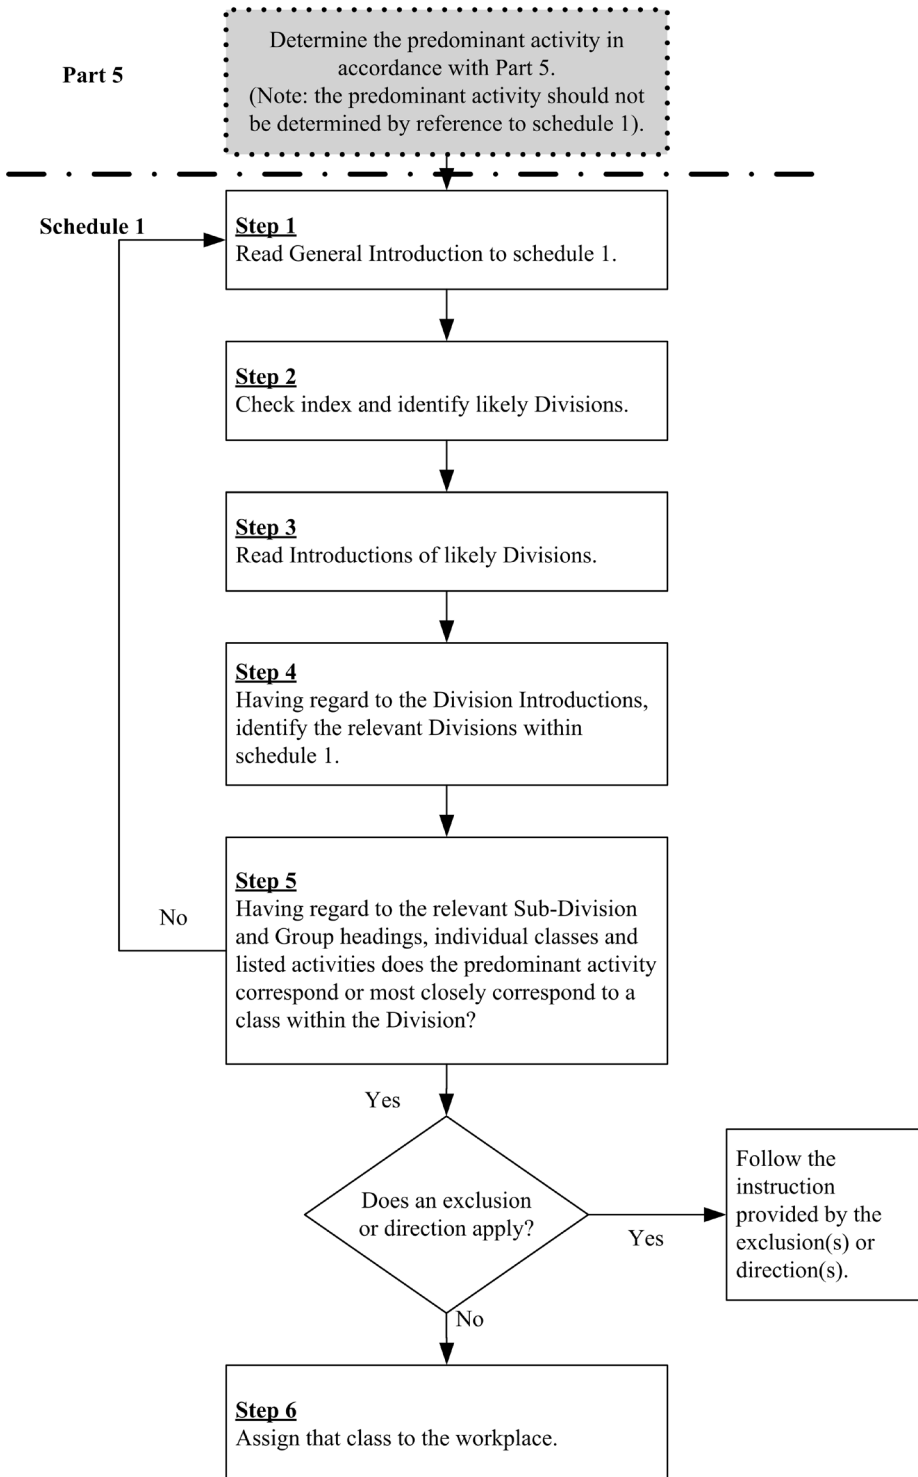 Part 5
Determine the predominant activity in
accordance with Part 5.
(Note: the predominant activity should not
be determined by reference to schedule 1).
Schedule 1
Step 1
Read General Introduction to schedule 1.
Step 2
Check index and identify likely Divisions.
Step 3
Read Introductions of likely Divisions.
Step 4
Having regard to the Division Introductions,
identify the relevant Divisions within
schedule 1.
Step 5
Having regard to the relevant Sub-Division
and Group headings, individual classes and
listed activities does the predominant activity
correspond or most closely correspond to a
class within the Division?
No
Yes
Does an exclusion
or direction apply?
Yes
Follow the
instruction
provided by the
exclusion(s) or
direction(s).
No
Step 6
Assign that class to the workplace.